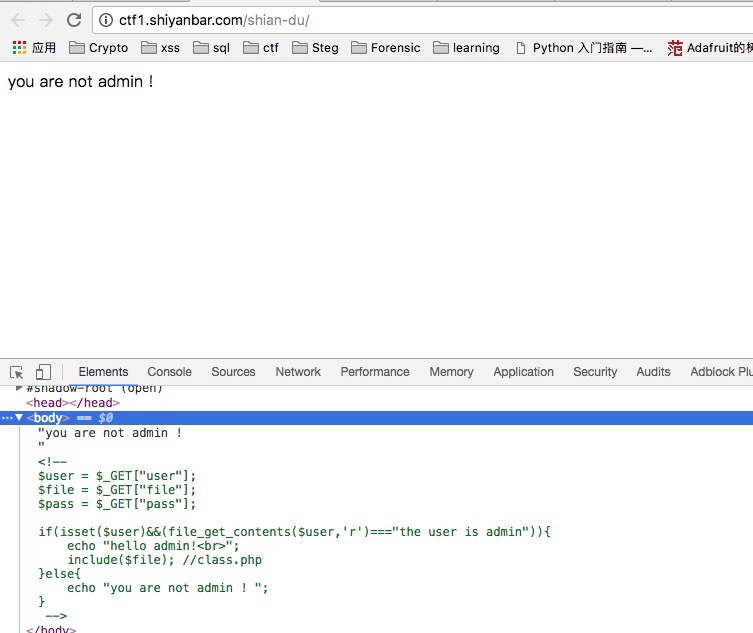 ctf1.shiyanbar.com/shian-du/
应用 Crypto xss sql ctf Steg Forensic learning Python 入门指南 —... 范 Adafruit的
you are not admin !
Elements Console Sources Network Performance Memory Application Security Audits Adblock Plu
#shadow-root (open)
<head></head>
<body> == $0
"you are not admin !
"
<!--
$user = $_GET["user"];
$file = $_GET["file"];
$pass = $_GET["pass"];
if(isset($user)&&(file_get_contents($user,'r')==="the user is admin")){
echo "hello admin!<br>";
include($file); //class.php
}else{
echo "you are not admin ! ";
}
-->
</body>